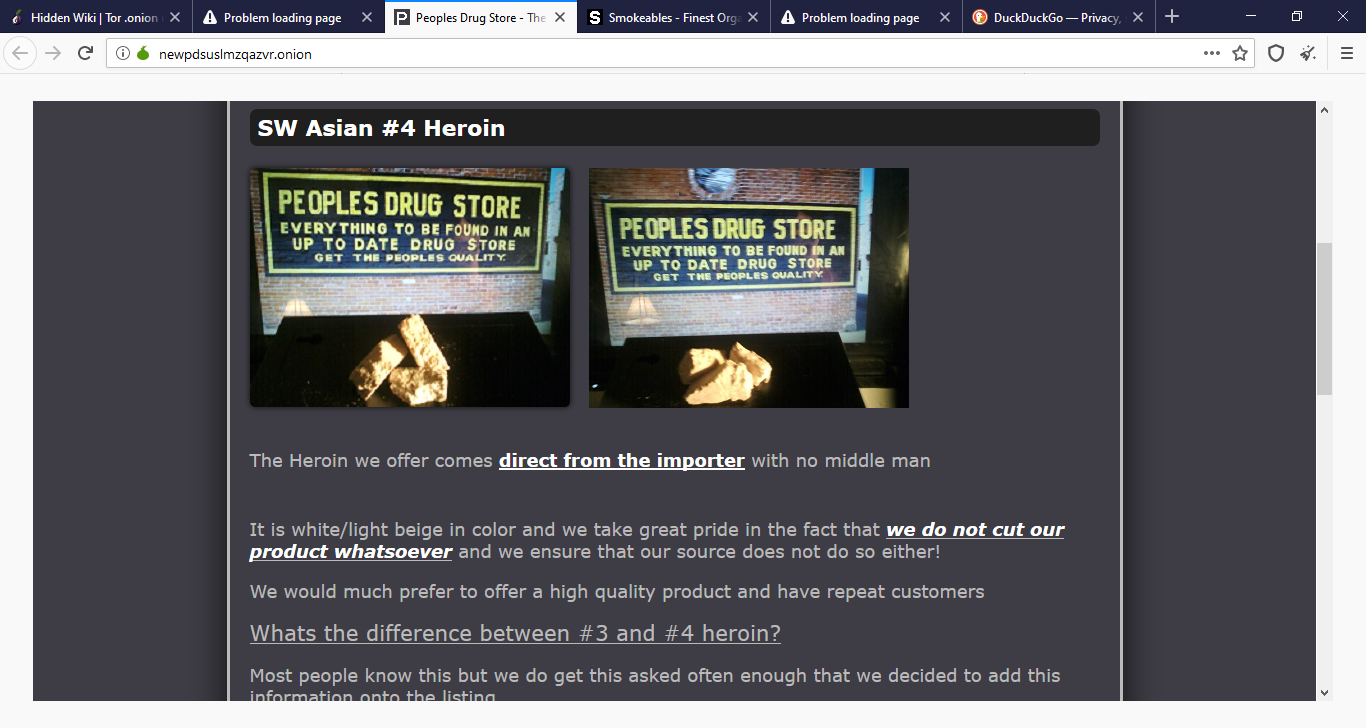 Hidden Wiki | Tor .onion
Problem loading page
Peoples Drug Store - The
Smokeables - Finest Orga
Problem loading page
DuckDuckGo — Privacy,
newpdsuslmzqazvr.onion
SW Asian #4 Heroin
PEOPLES DRUG STORE
EVERYTHING TO BE FOUND IN AN
UP TO DATE DRUG STORE
GET THE PEOPLES QUALITY.
PEOPLES DRUG STORE
EVERYTHING TO BE FOUND IN AN
UP TO DATE DRUG STORE
GET THE PEOPLES QUALITY.
The Heroin we offer comes direct from the importer with no middle man
It is white/light beige in color and we take great pride in the fact that we do not cut our
product whatsoever and we ensure that our source does not do so either!
We would much prefer to offer a high quality product and have repeat customers
Whats the difference between #3 and #4 heroin?
Most people know this but we do get this asked often enough that we decided to add this
information onto the listing